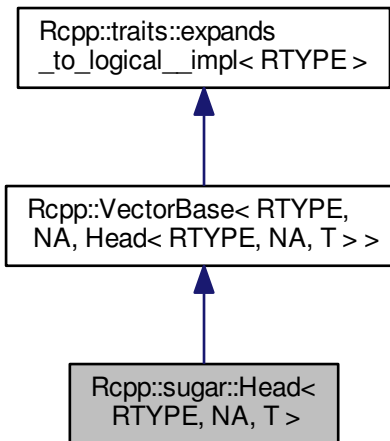 Rcpp::traits::expands
_to_logical__impl< RTYPE >
Rcpp::VectorBase< RTYPE,
NA, Head< RTYPE, NA, T > >
Rcpp::sugar::Head<
RTYPE, NA, T >